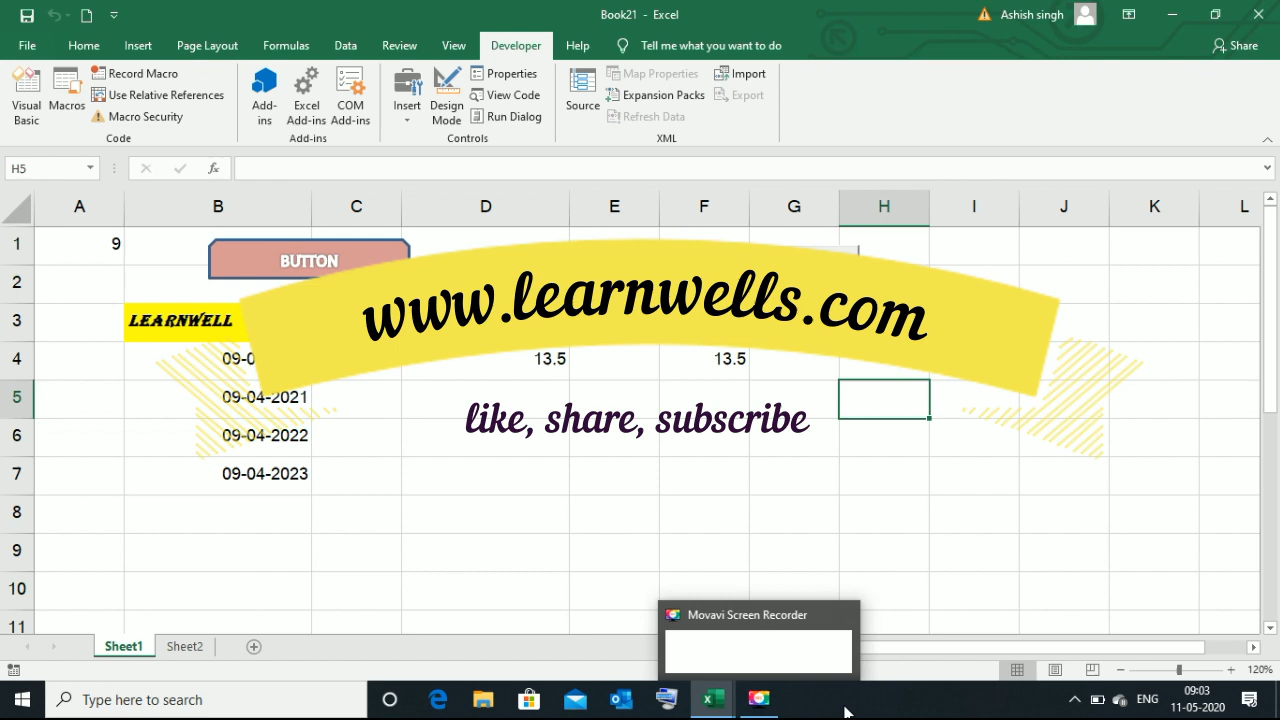 Book21 - Excel
Ashish singh
File Home Insert Page Layout Formulas Data Review View Developer Help Tell me what you want to do Share
Visual Basic
Macros
Record Macro
Use Relative References
Macro Security
Code
Add-ins
Excel Add-ins
COM Add-ins
Add-ins
Insert
Design Mode
Properties
View Code
Run Dialog
Controls
Source
Map Properties
Expansion Packs
Refresh Data
Import
Export
XML
H5
fx
A B C D E F G H I J K L
1 9 BUTTON
2
www.learnwells.com
3 LEARNWELL
4 09-0 13.5 13.5
5 09-04-2021
like, share, subscribe
6 09-04-2022
7 09-04-2023
8
9
10
11
Movavi Screen Recorder
Sheet1 Sheet2
120%
Type here to search
ENG
09:03
11-05-2020